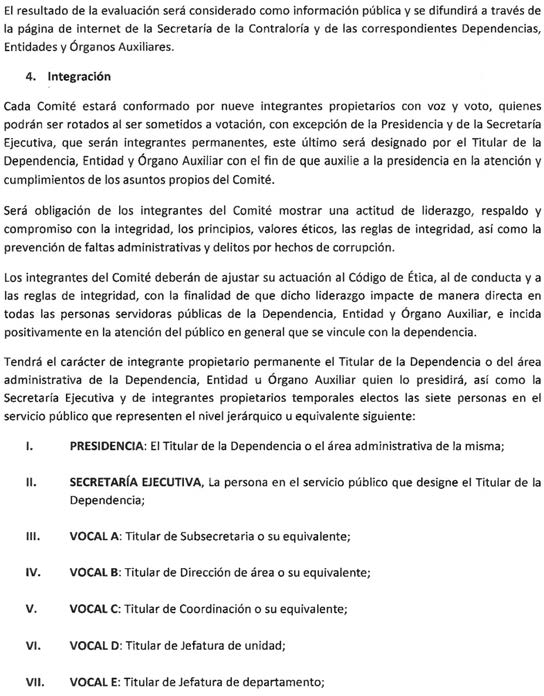 El resultado de la evaluación será considerado como información pública y se difundirá a través de
la página de internet de la Secretaría de la Contraloría y de las correspondientes Dependencias,
Entidades y Órganos Auxiliares.
4. Integración
Cada Comité estará conformado por nueve integrantes propietarios con voz y voto, quienes
podrán ser rotados al ser sometidos a votación, con excepción de la Presidencia y de la Secretaría
Ejecutiva, que serán integrantes permanentes, este último será designado por el Titular de la
Dependencia, Entidad y Órgano Auxiliar con el fin de que auxilie a la presidencia en la atención y
cumplimientos de los asuntos propios del Comité.
Será obligación de los integrantes del Comité mostrar una actitud de liderazgo, respaldo y
compromiso con la integridad, los principios, valores éticos, las reglas de integridad, así como la
prevención de faltas administrativas y delitos por hechos de corrupción.
Los integrantes del Comité deberán de ajustar su actuación al Código de Ética, al de conducta y a
las reglas de integridad, con la finalidad de que dicho liderazgo impacte de manera directa en
todas las personas servidoras públicas de la Dependencia, Entidad y Órgano Auxiliar, e incida
positivamente en la atención del público en general que se vincule con la dependencia.
Tendrá el carácter de integrante propietario permanente el Titular de la Dependencia o del área
administrativa de la Dependencia, Entidad u Órgano Auxiliar quien lo presidirá, así como la
Secretaría Ejecutiva y de integrantes propietarios temporales electos las siete personas en el
servicio público que representen el nivel jerárquico u equivalente siguiente:
I. PRESIDENCIA: El Titular de la Dependencia o el área administrativa de la misma;
II. SECRETARÍA EJECUTIVA, La persona en el servicio público que designe el Titular de la
Dependencia;
III. VOCAL A: Titular de Subsecretaria o su equivalente;
IV. VOCAL B: Titular de Dirección de área o su equivalente;
V. VOCAL C: Titular de Coordinación o su equivalente;
VI. VOCAL D: Titular de Jefatura de unidad;
VII. VOCAL E: Titular de Jefatura de departamento;